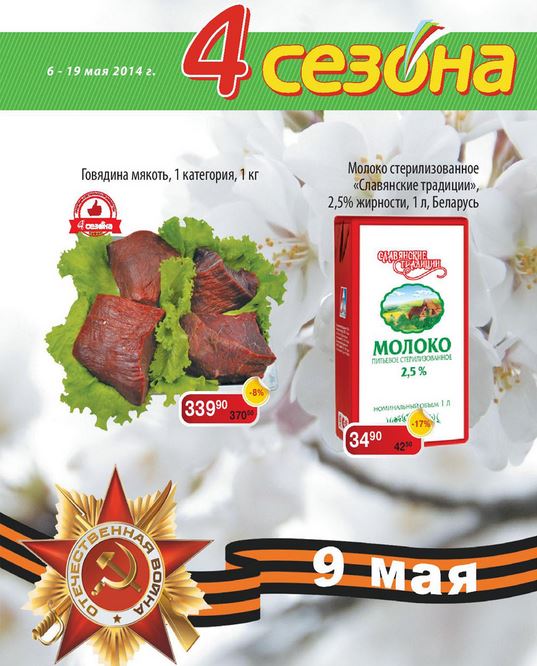 6 - 19 мая 2014 г.
4 сезона
Говядина мякоть, 1 категория, 1 кг
Молоко стерилизованное
«Славянские традиции»,
2,5% жирности, 1 л, Беларусь
4 сезона
СЛАВЯНСКИЕ
ТРАДИЦИИ
МОЛОКО
ПИТЬЕВОЕ СТЕРИЛИЗОВАННОЕ
2,5 %
НОМИНАЛЬНЫЙ ОБЪЕМ 1 Л
-8%
339 90
370 50
-17%
34 90
42 50
ОТЕЧЕСТВЕННАЯ ВОЙНА
9 мая